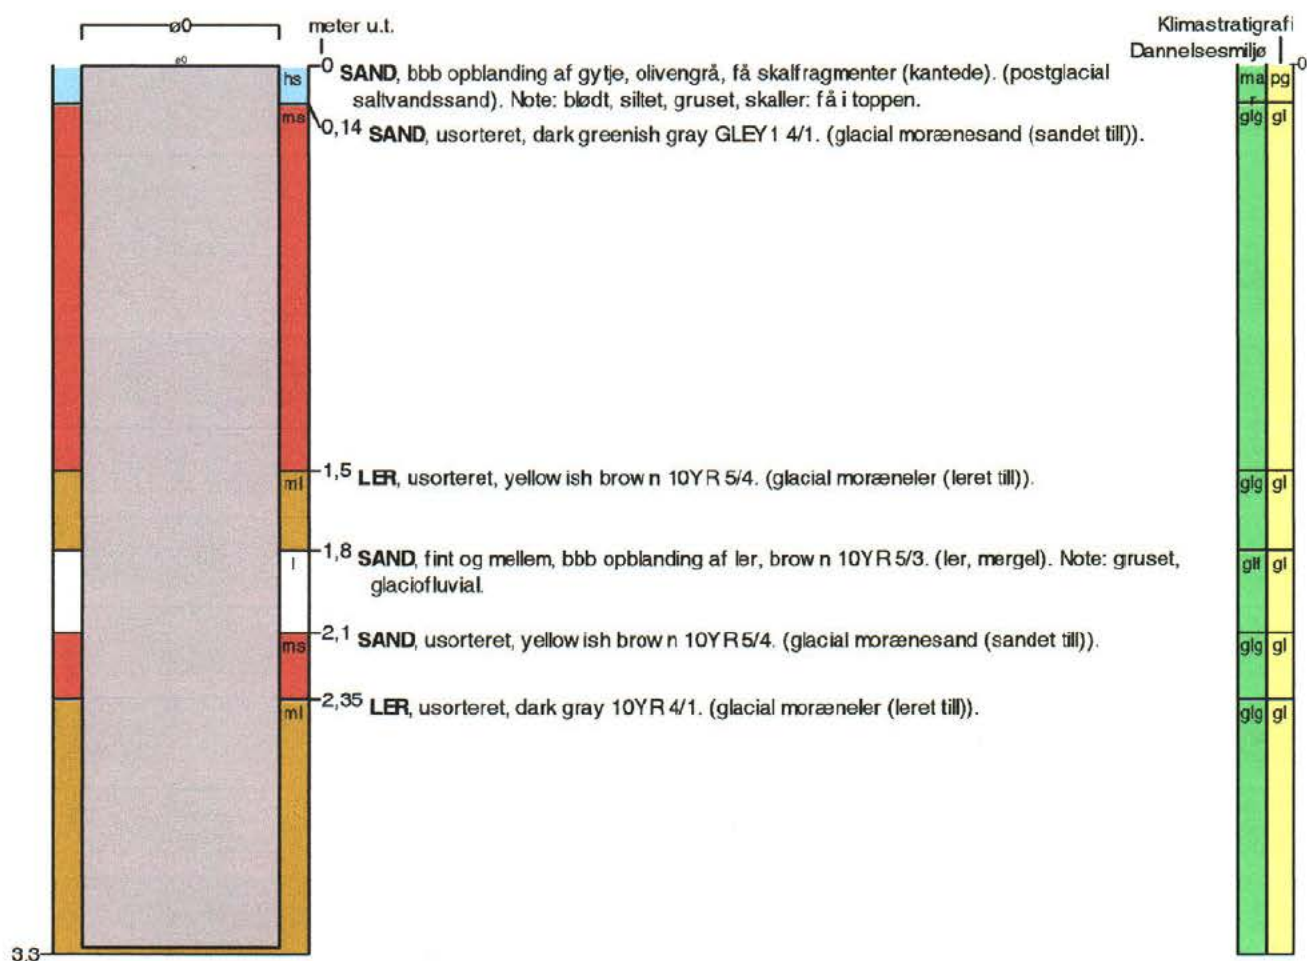 ø0
meter u.t.
Klimastratigrafi
Dannelsesmiljø
ø0
hs
0 SAND, bbb opblanding af gytje, olivengrå, få skalfragmenter (kantede). (postglacial
saltvandssand). Note: blødt, siltet, gruset, skaller: få i toppen.
ma
r
pg
0
ms
0,14 SAND, usorteret, dark greenish gray GLEY1 4/1. (glacial morænesand (sandet till)).
glg gl
ml
1,5 LER, usorteret, yellowish brown 10YR 5/4. (glacial moræneler (leret till)).
glg gl
l
1,8 SAND, fint og mellem, bbb opblanding af ler, brown 10YR 5/3. (ler, mergel). Note: gruset,
glaciofluvial.
glf gl
ms
2,1 SAND, usorteret, yellowish brown 10YR 5/4. (glacial morænesand (sandet till)).
glg gl
ml
2,35 LER, usorteret, dark gray 10YR 4/1. (glacial moræneler (leret till)).
glg gl
3,3